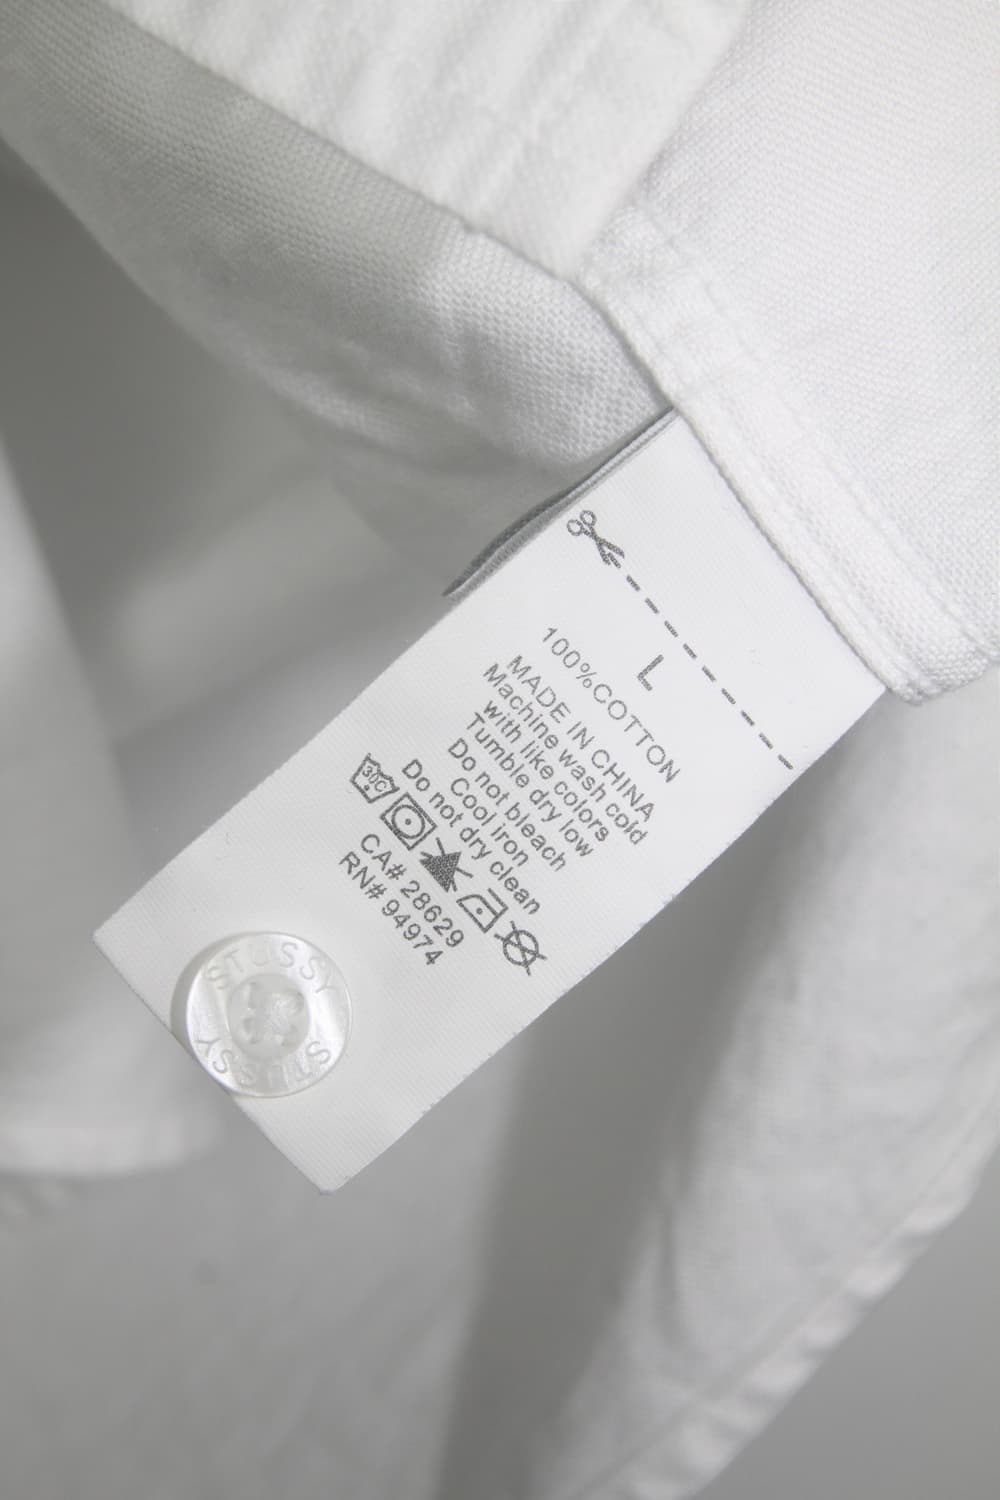 L
100%COTTON
MADE IN CHINA
Machine wash cold
with like colors
Tumble dry low
Do not bleach
Cool iron
Do not dry clean
30C
CA# 28629
RN# 94974
STUSSY
STUSSY